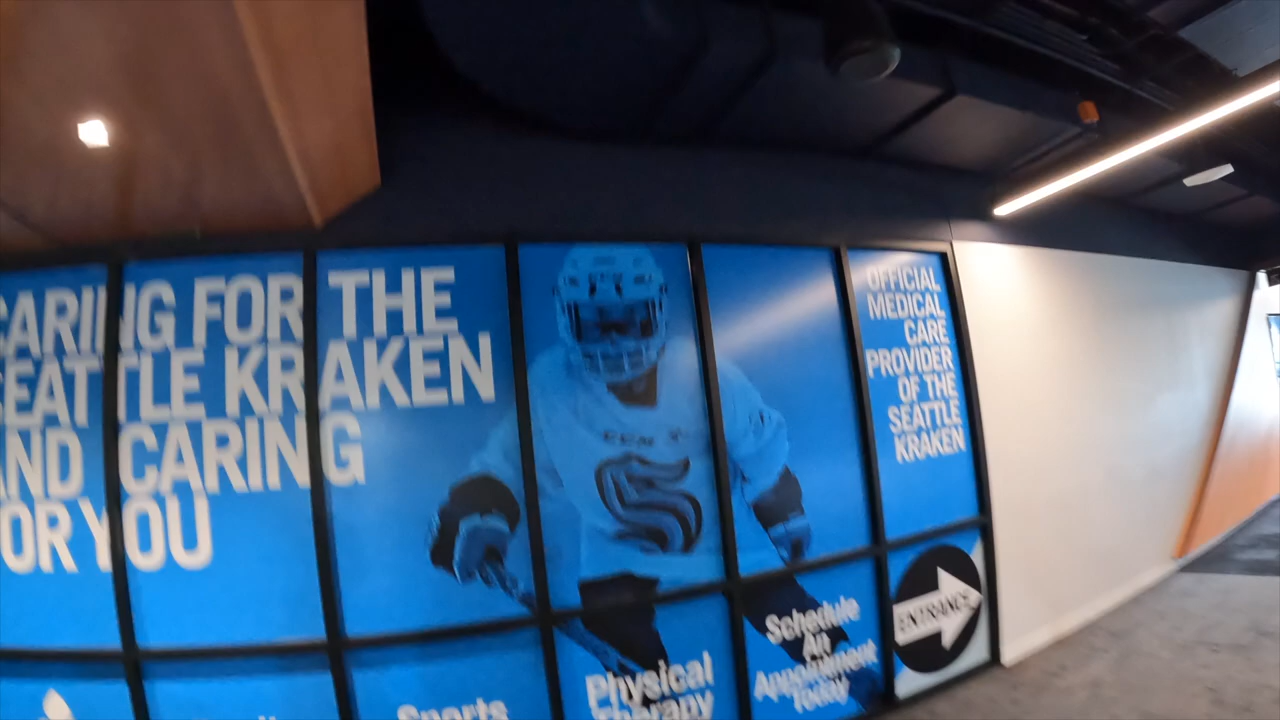 CARING FOR THE
SEATTLE KRAKEN
AND CARING
FOR YOU
OFFICIAL
MEDICAL
CARE
PROVIDER
OF THE
SEATTLE
KRAKEN
ENTRANCE
Schedule
An
Appointment
Today
Physical
Therapy
Sports